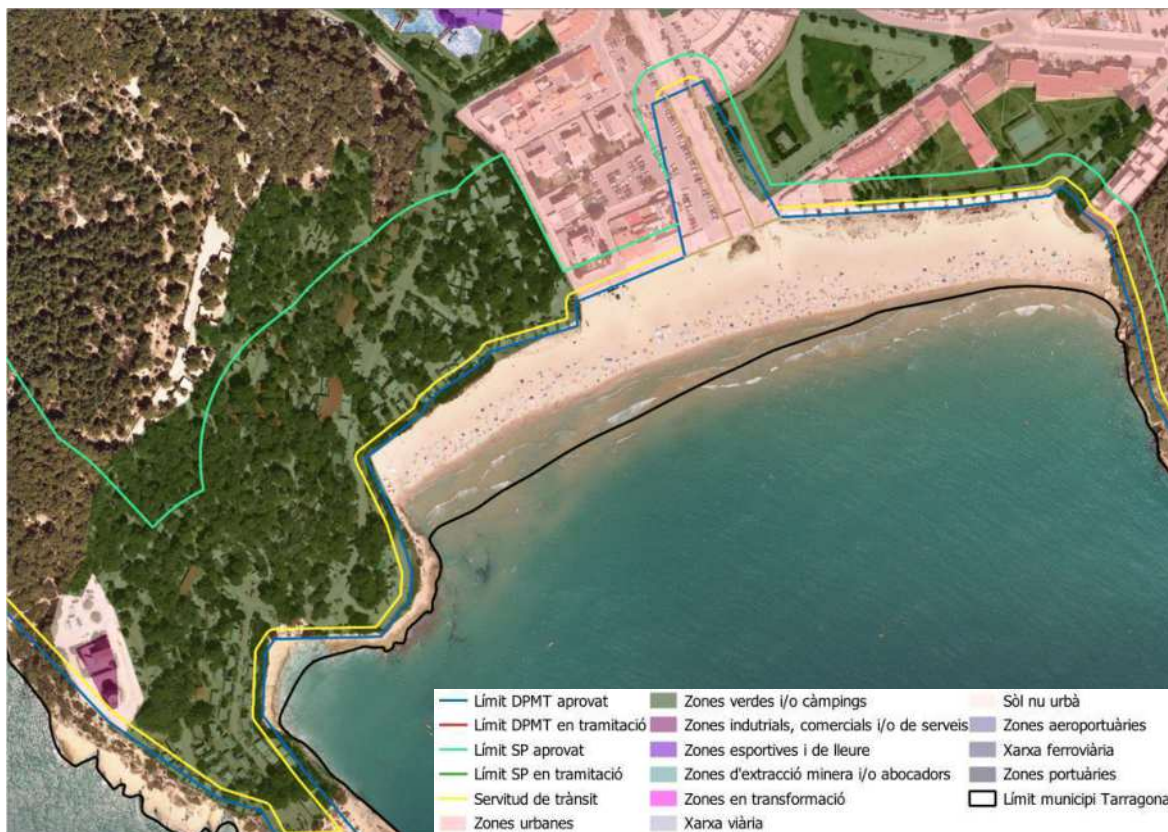 Límit DPMT aprovat
Límit DPMT en tramitació
Límit SP aprovat
Límit SP en tramitació
Servitud de trànsit
Zones urbanes
Zones verdes i/o càmpings
Zones indutrials, comercials i/o de serveis
Zones esportives i de lleure
Zones d'extracció minera i/o abocadors
Zones en transformació
Xarxa viària
Sòl nu urbà
Zones aeroportuàries
Xarxa ferroviària
Zones portuàries
Límit municipi Tarragona